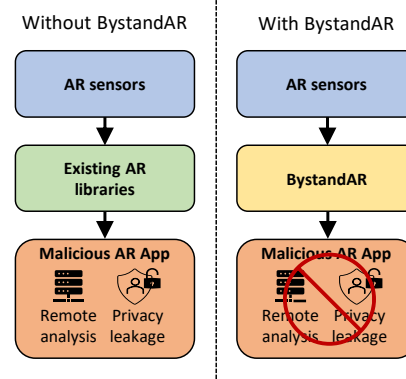 Without BystandAR
With BystandAR
AR sensors
AR sensors
Existing AR
libraries
BystandAR
Malicious AR App
Remote Privacy
analysis leakage
Malicious AR App
Remote Privacy
analysis leakage